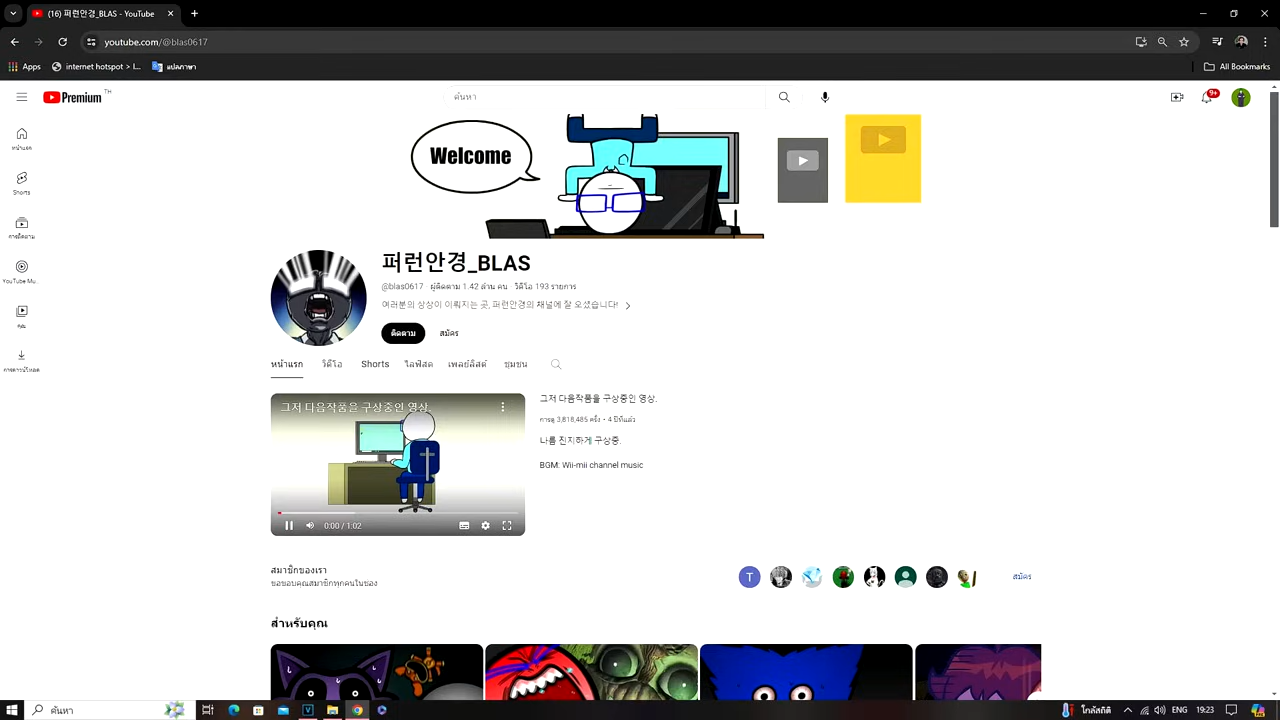 (16) 퍼런안경_BLAS - YouTube
youtube.com/@blas0617
Apps
internet hotspot > I...
แปลภาษา
All Bookmarks
Premium TH
ค้นหา
9+
หน้าแรก
Shorts
การติดตาม
YouTube Mu...
คุณ
การดาวน์โหลด
Welcome
퍼런안경_BLAS
@blas0617 ผู้ติดตาม 1.42 ล้าน คน วิดีโอ 193 รายการ
여러분의 상상이 이뤄지는 곳, 퍼런안경의 채널에 잘 오셨습니다!
ติดตาม
สมัคร
หน้าแรก วิดีโอ Shorts ไลฟ์สด เพลย์ลิสต์ ชุมชน
그저 다음작품을 구상중인 영상.
0:00 / 1:02
그저 다음작품을 구상중인 영상.
การดู 3,818,485 ครั้ง • 4 ปีที่แล้ว
나름 진지하게 구상중.
BGM: Wii-mii channel music
สมาชิกของเรา
ขอขอบคุณสมาชิกทุกคนในช่อง
T
สมัคร
สำหรับคุณ
ค้นหา
ใกล้สถิติ
ENG
19:23